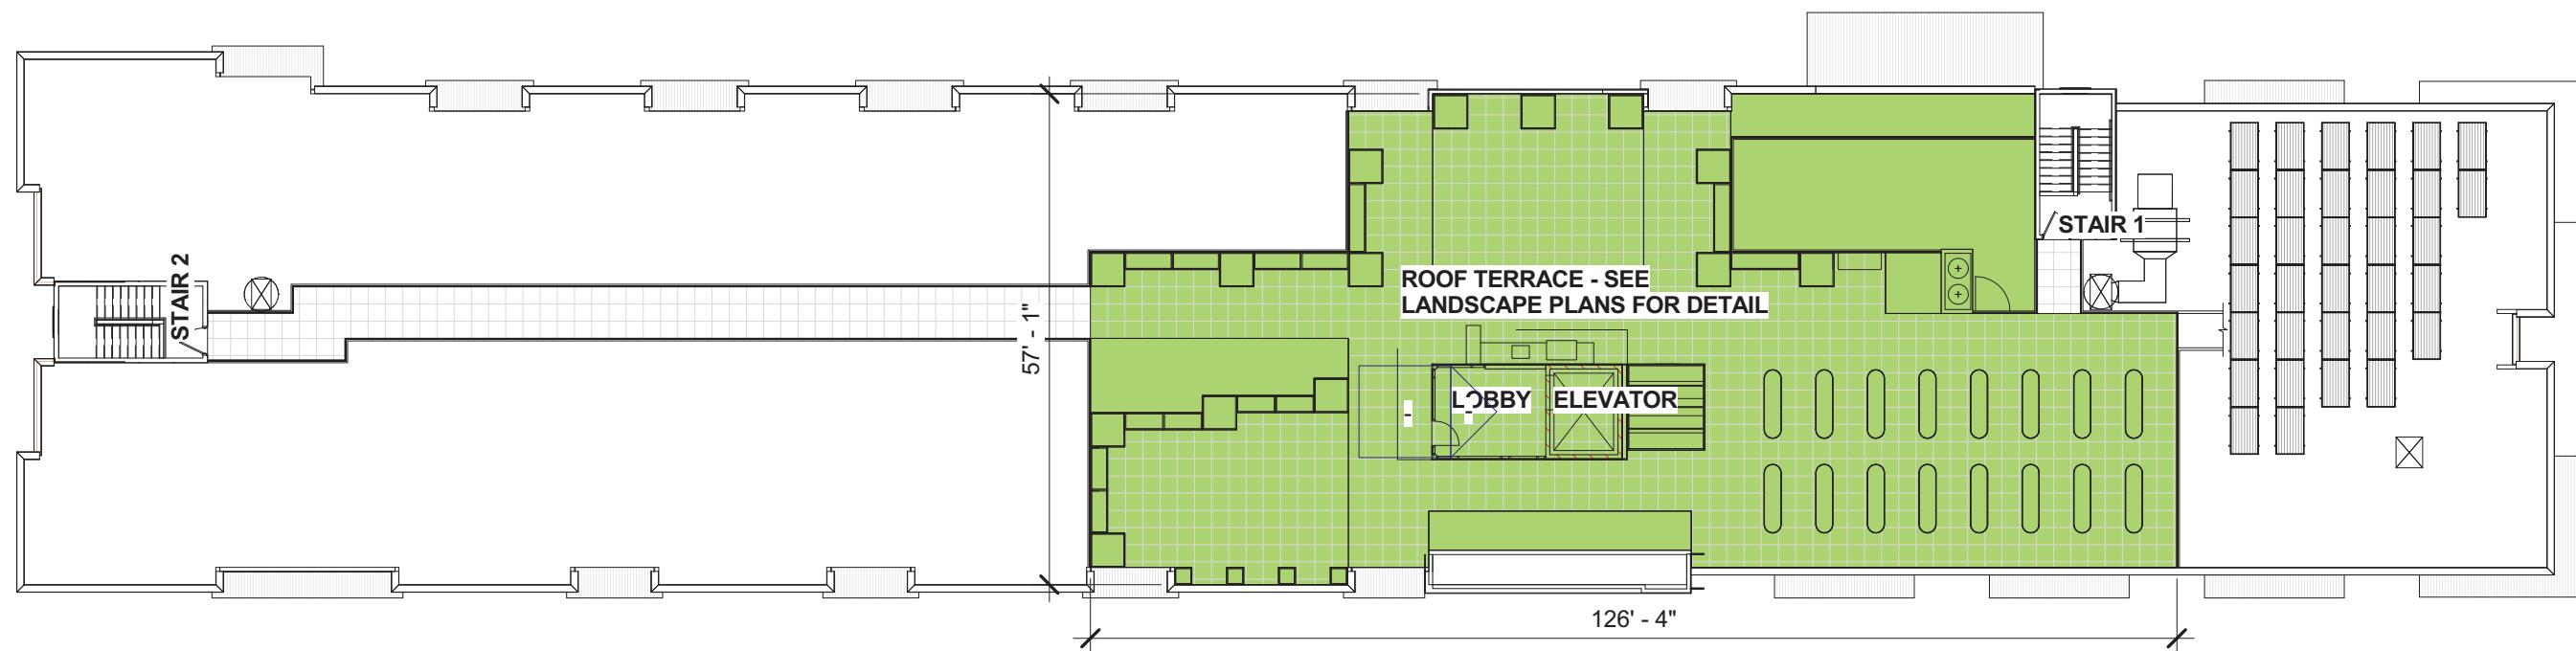 STAIR 2
57' - 1"
ROOF TERRACE - SEE
LANDSCAPE PLANS FOR DETAIL
STAIR 1
LOBBY
ELEVATOR
126' - 4"